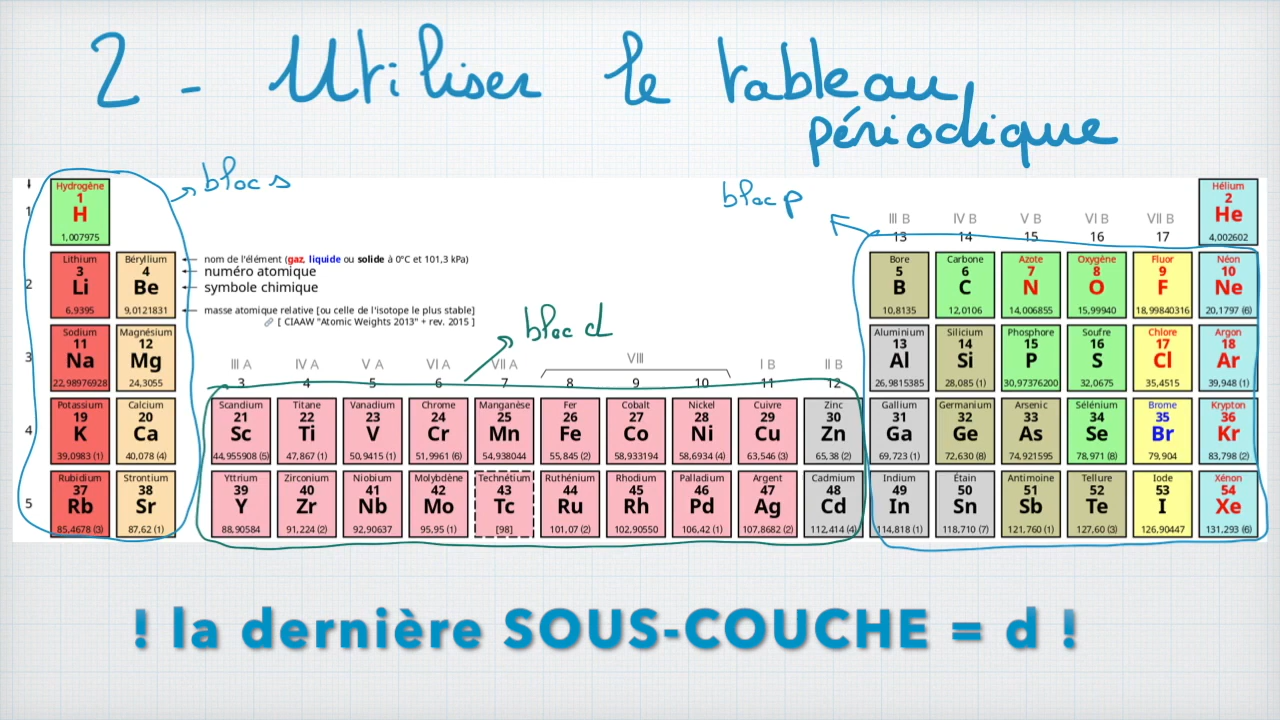 2 - Utiliser le tableau
périodique
bloc s
bloc p
1
Hydrogène
1
H
1,007975
Hélium
2
He
4,002602
III B IV B V B VI B VII B
13 14 15 16 17
2
Lithium Béryllium nom de l'élément (gaz, liquide ou solide à 0°C et 101,3 kPa) Bore Carbone Azote Oxygène Fluor Néon
3 4 numéro atomique 5 6 7 8 9 10
Li Be symbole chimique B C N O F Ne
6,9395 9,0121831 masse atomique relative [ou celle de l'isotope le plus stable] 10,8135 12,0106 14,006855 15,99940 18,99840316 20,1797 (6)
[ CIAAW "Atomic Weights 2013" + rev. 2015 ]
bloc d
3
Sodium Magnésium Aluminium Silicium Phosphore Soufre Chlore Argon
11 12 13 14 15 16 17 18
Na Mg Al Si P S Cl Ar
22,98976928 24,3055 26,9815385 28,085 (1) 30,97376200 32,0675 35,4515 39,948 (1)
III A IV A V A VI A VII A VIII I B II B
3 4 5 6 7 8 9 10 11 12
4
Potassium Calcium Scandium Titane Vanadium Chrome Manganèse Fer Cobalt Nickel Cuivre Zinc Gallium Germanium Arsenic Sélénium Brome Krypton
19 20 21 22 23 24 25 26 27 28 29 30 31 32 33 34 35 36
K Ca Sc Ti V Cr Mn Fe Co Ni Cu Zn Ga Ge As Se Br Kr
39,0983 (1) 40,078 (4) 44,955908 (5) 47,867 (1) 50,9415 (1) 51,9961 (6) 54,938044 55,845 (2) 58,933194 58,6934 (4) 63,546 (3) 65,38 (2) 69,723 (1) 72,630 (8) 74,921595 78,971 (8) 79,904 83,798 (2)
5
Rubidium Strontium Yttrium Zirconium Niobium Molybdène Technétium Ruthénium Rhodium Palladium Argent Cadmium Indium Étain Antimoine Tellure Iode Xénon
37 38 39 40 41 42 43 44 45 46 47 48 49 50 51 52 53 54
Rb Sr Y Zr Nb Mo Tc Ru Rh Pd Ag Cd In Sn Sb Te I Xe
85,4678 (3) 87,62 (1) 88,90584 91,224 (2) 92,90637 95,95 (1) [98] 101,07 (2) 102,90550 106,42 (1) 107,8682 (2) 112,414 (4) 114,818 (1) 118,710 (7) 121,760 (1) 127,60 (3) 126,90447 131,293 (6)
! la dernière SOUS-COUCHE = d !